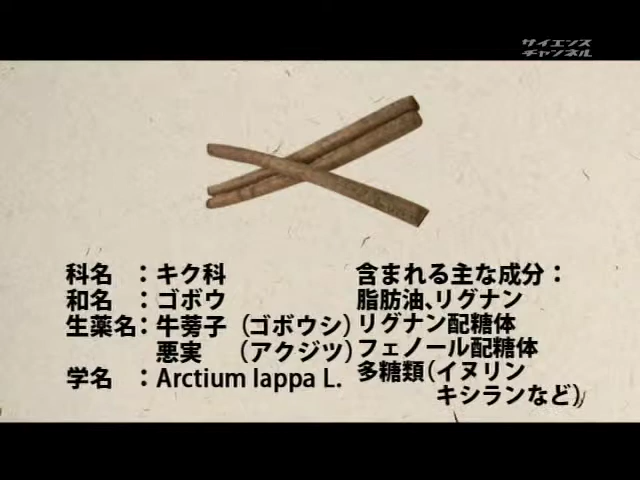 サイエンス
チャンネル
科名　：キク科
和名　：ゴボウ
生薬名：牛蒡子（ゴボウシ）
悪実　（アクジツ）
学名　：Arctium lappa L.
含まれる主な成分：
脂肪油、リグナン
リグナン配糖体
フェノール配糖体
多糖類（イヌリン
キシランなど）